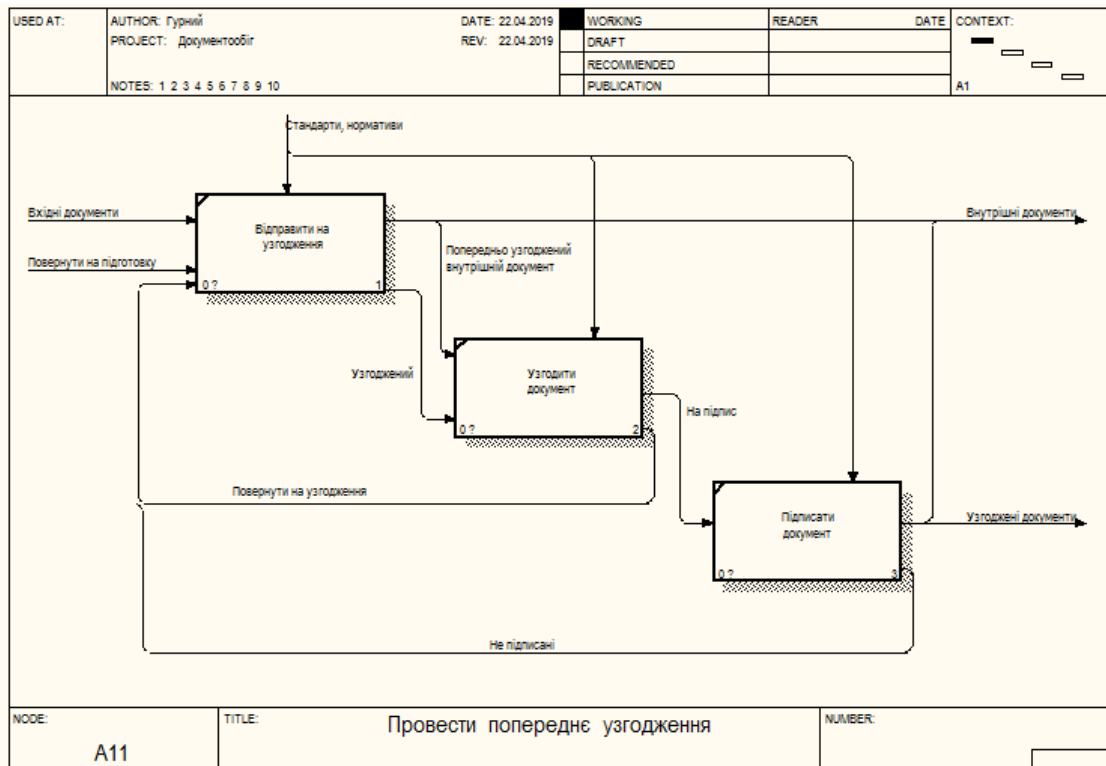 USED AT:
AUTHOR: Гурний
DATE: 22.04.2019
PROJECT: Документообіг
REV: 22.04.2019
NOTES: 1 2 3 4 5 6 7 8 9 10
WORKING
DRAFT
RECOMMENDED
PUBLICATION
READER
DATE
CONTEXT:
A1
Стандарти, нормативи
Вхідні документи
Повернути на підготовку
Відправити на
узгодження
0 ?
1
Внутрішні документи
Попередньо узгоджений
внутрішній документ
Узгоджений
Узгодити
документ
0 ?
2
На підпис
Повернути на узгодження
Підписати
документ
0 ?
3
Узгоджені документи
Не підписані
NODE:
A11
TITLE:
Провести попереднє узгодження
NUMBER: